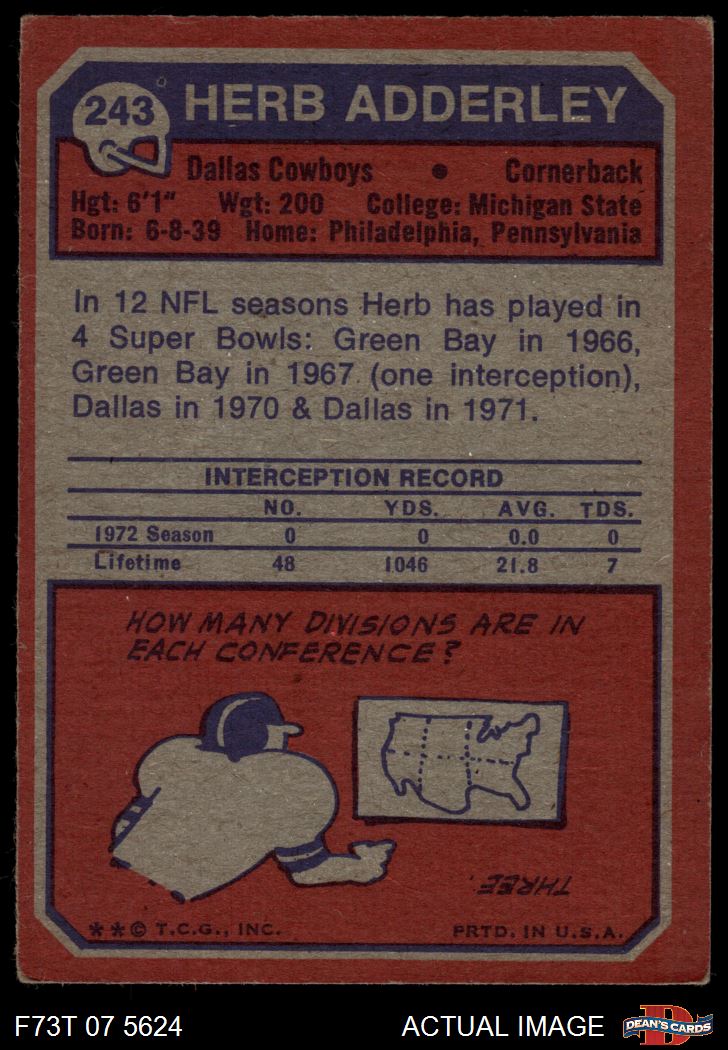 243 HERB ADDERLEY
Dallas Cowboys • Cornerback
Hgt: 6'1" Wgt: 200 College: Michigan State
Born: 6-8-39 Home: Philadelphia, Pennsylvania
In 12 NFL seasons Herb has played in
4 Super Bowls: Green Bay in 1966,
Green Bay in 1967 (one interception),
Dallas in 1970 & Dallas in 1971.
INTERCEPTION RECORD
NO. YDS. AVG. TDS.
1972 Season 0 0 0.0 0
Lifetime 48 1046 21.8 7
HOW MANY DIVISIONS ARE IN
EACH CONFERENCE?
THREE.
**© T.C.G., INC. PRTD. IN U.S.A.
F73T 07 5624 ACTUAL IMAGE D DEAN'S CARDS